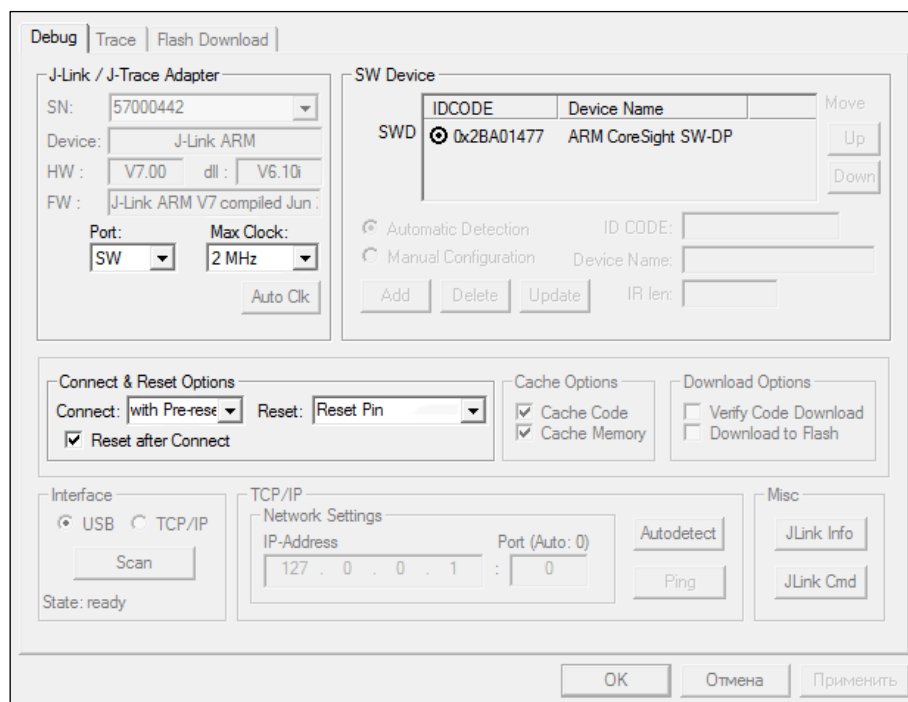 Debug Trace Flash Download
J-Link / J-Trace Adapter
SN: 57000442
Device: J-Link ARM
HW : V7.00 dll : V6.10i
FW : J-Link ARM V7 compiled Jun
Port: Max Clock:
SW 2 MHz
Auto Clk
SW Device
IDCODE Device Name Move
SWD 0x2BA01477 ARM CoreSight SW-DP Up
Down
Automatic Detection ID CODE:
Manual Configuration Device Name:
Add Delete Update IR len:
Connect & Reset Options
Connect: with Pre-rese Reset: Reset Pin
Reset after Connect
Cache Options
Cache Code
Cache Memory
Download Options
Verify Code Download
Download to Flash
Interface
USB TCP/IP
Scan
State: ready
TCP/IP
Network Settings
IP-Address Port (Auto: 0)
127 . 0 . 0 . 1 : 0
Autodetect
Ping
Misc
JLink Info
JLink Cmd
OK Отмена Применить